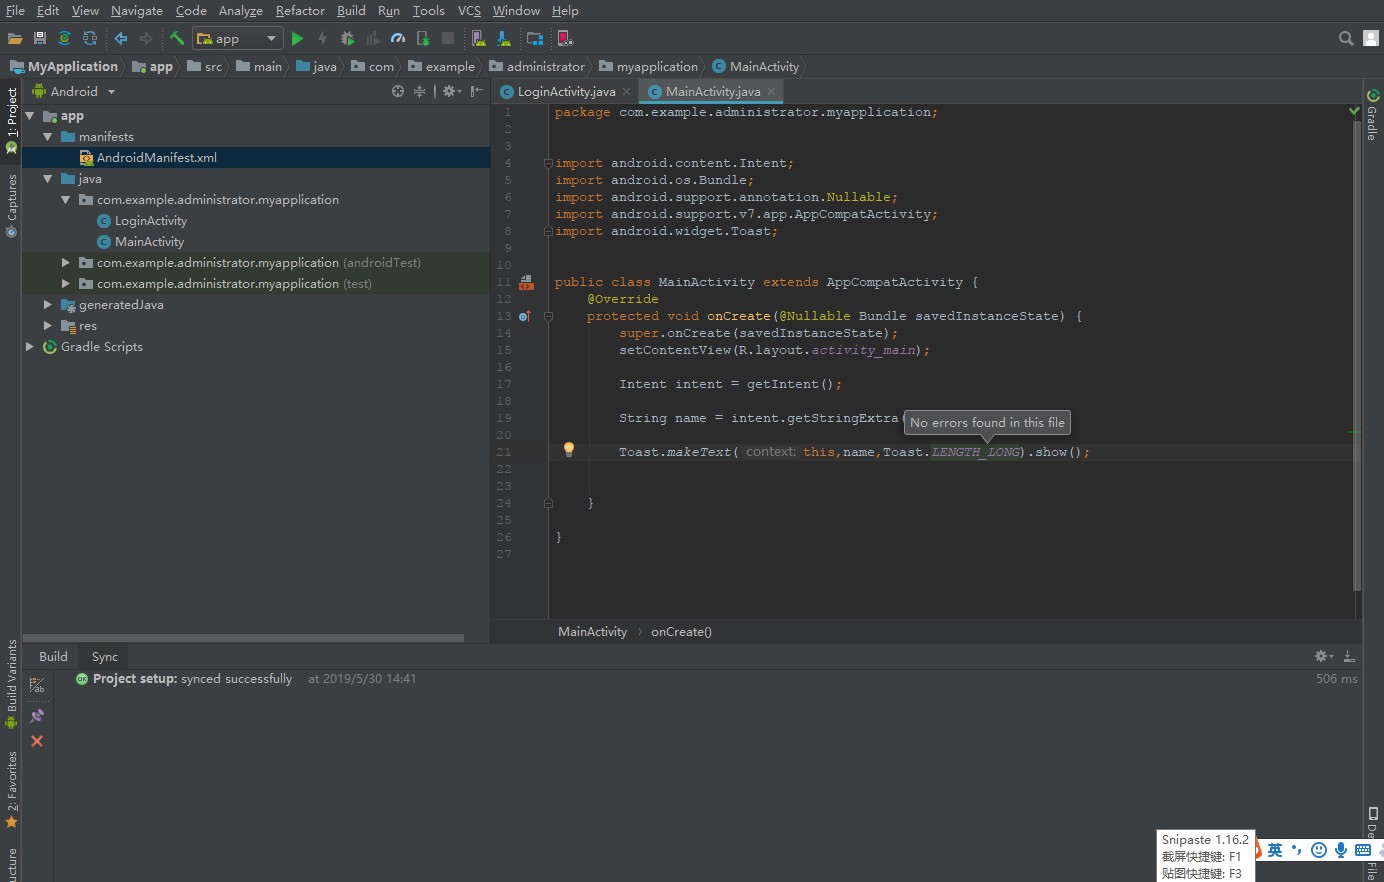 File Edit View Navigate Code Analyze Refactor Build Run Tools VCS Window Help
app
MyApplication app src main java com example administrator myapplication MainActivity
1: Project
Captures
Build Variants
2: Favorites
Android
app
manifests
AndroidManifest.xml
java
com.example.administrator.myapplication
LoginActivity
MainActivity
com.example.administrator.myapplication (androidTest)
com.example.administrator.myapplication (test)
generatedJava
res
Gradle Scripts
LoginActivity.java MainActivity.java
1 package com.example.administrator.myapplication;
2
3
4 import android.content.Intent;
5 import android.os.Bundle;
6 import android.support.annotation.Nullable;
7 import android.support.v7.app.AppCompatActivity;
8 import android.widget.Toast;
9
10
11 public class MainActivity extends AppCompatActivity {
12 @Override
13 protected void onCreate(@Nullable Bundle savedInstanceState) {
14 super.onCreate(savedInstanceState);
15 setContentView(R.layout.activity_main);
16
17 Intent intent = getIntent();
18
19 String name = intent.getStringExtra(
No errors found in this file
20
21 Toast.makeText( context: this,name,Toast.LENGTH_LONG).show();
22
23
24 }
25
26 }
27
MainActivity onCreate()
Gradle
Build Sync
Project setup: synced successfully at 2019/5/30 14:41 506 ms
Snipaste 1.16.2
截屏快捷键: F1
贴图快捷键: F3
英